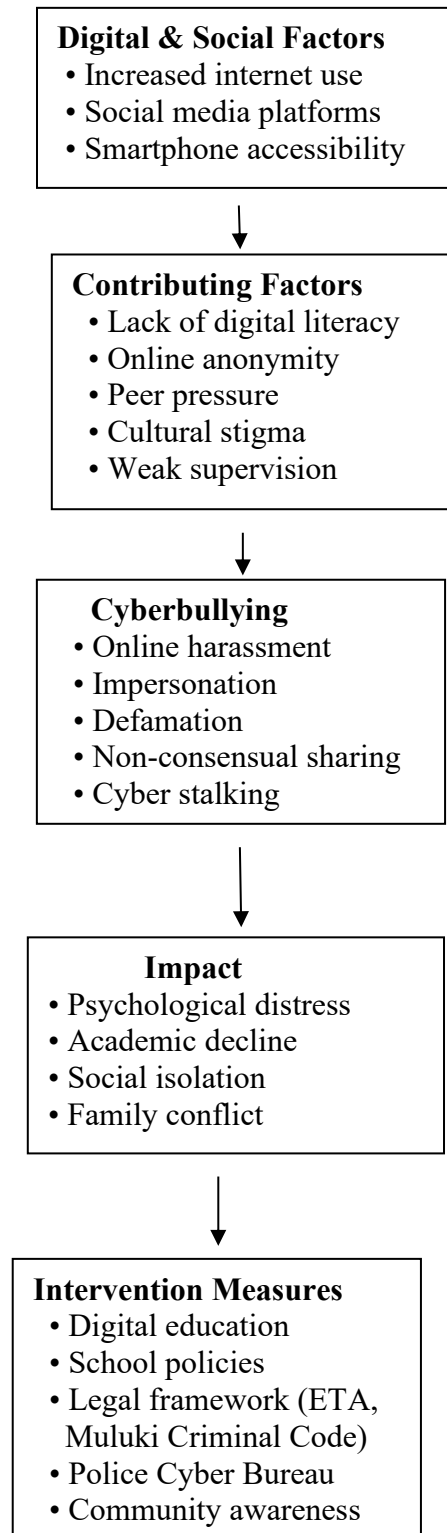 Digital & Social Factors
• Increased internet use
• Social media platforms
• Smartphone accessibility
Contributing Factors
• Lack of digital literacy
• Online anonymity
• Peer pressure
• Cultural stigma
• Weak supervision
Cyberbullying
• Online harassment
• Impersonation
• Defamation
• Non-consensual sharing
• Cyber stalking
Impact
• Psychological distress
• Academic decline
• Social isolation
• Family conflict
Intervention Measures
• Digital education
• School policies
• Legal framework (ETA,
Muluki Criminal Code)
• Police Cyber Bureau
• Community awareness